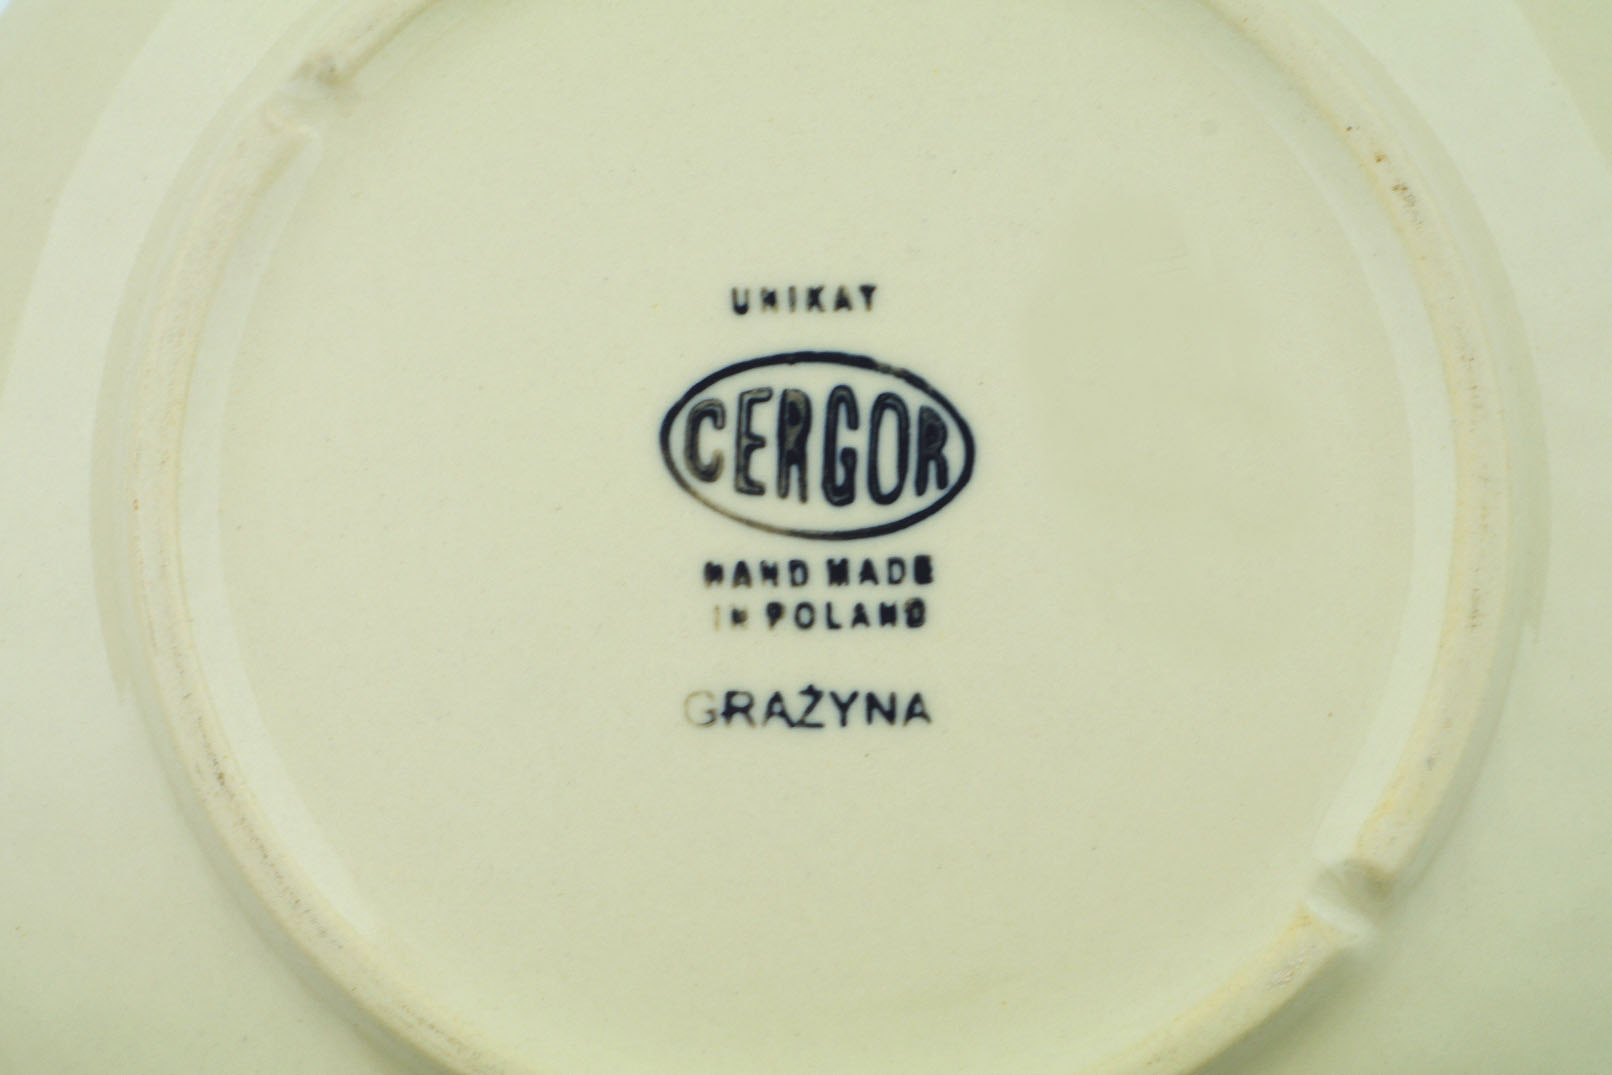 UNIKAT
CERGOR
HAND MADE
IN POLAND
GRAŻYNA